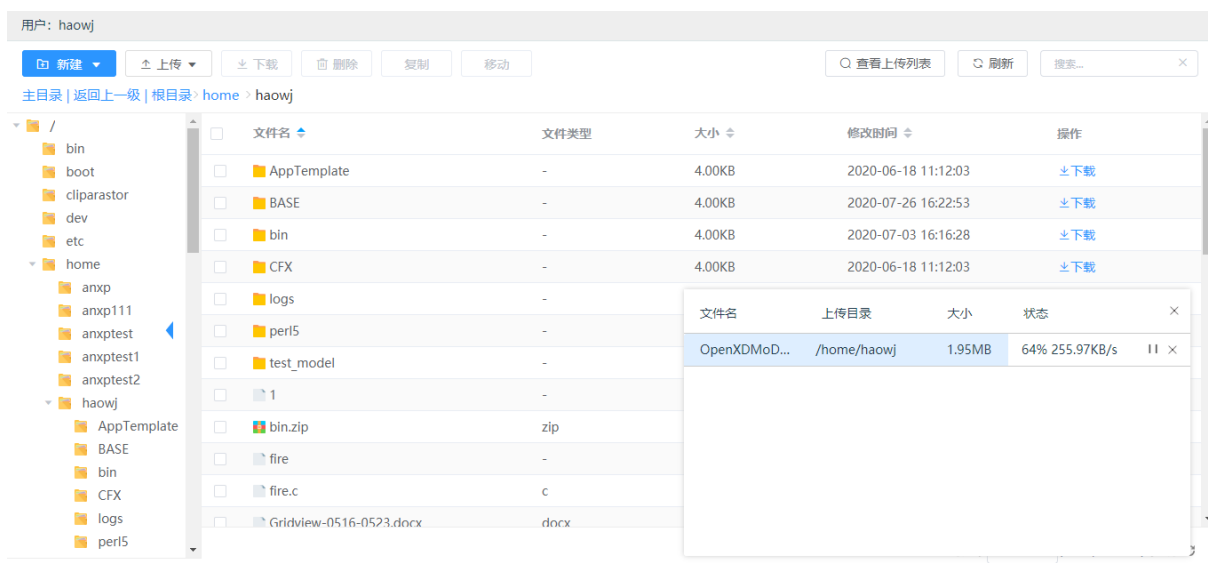 用户：haowj
新建 上传 下载 删除 复制 移动 查看上传列表 刷新 搜索...
主目录 | 返回上一级 | 根目录 > home > haowj
/
bin
boot
cliparastor
dev
etc
home
anxp
anxp111
anxptest
anxptest1
anxptest2
haowj
AppTemplate
BASE
bin
CFX
logs
perl5
文件名 文件类型 大小 修改时间 操作
AppTemplate - 4.00KB 2020-06-18 11:12:03 下载
BASE - 4.00KB 2020-07-26 16:22:53 下载
bin - 4.00KB 2020-07-03 16:16:28 下载
CFX - 4.00KB 2020-06-18 11:12:03 下载
logs -
perl5 -
test_model -
1 -
bin.zip zip
fire -
fire.c c
Gridview-0516-0523.docx docx
文件名 上传目录 大小 状态
OpenXDMoD... /home/haowj 1.95MB 64% 255.97KB/s